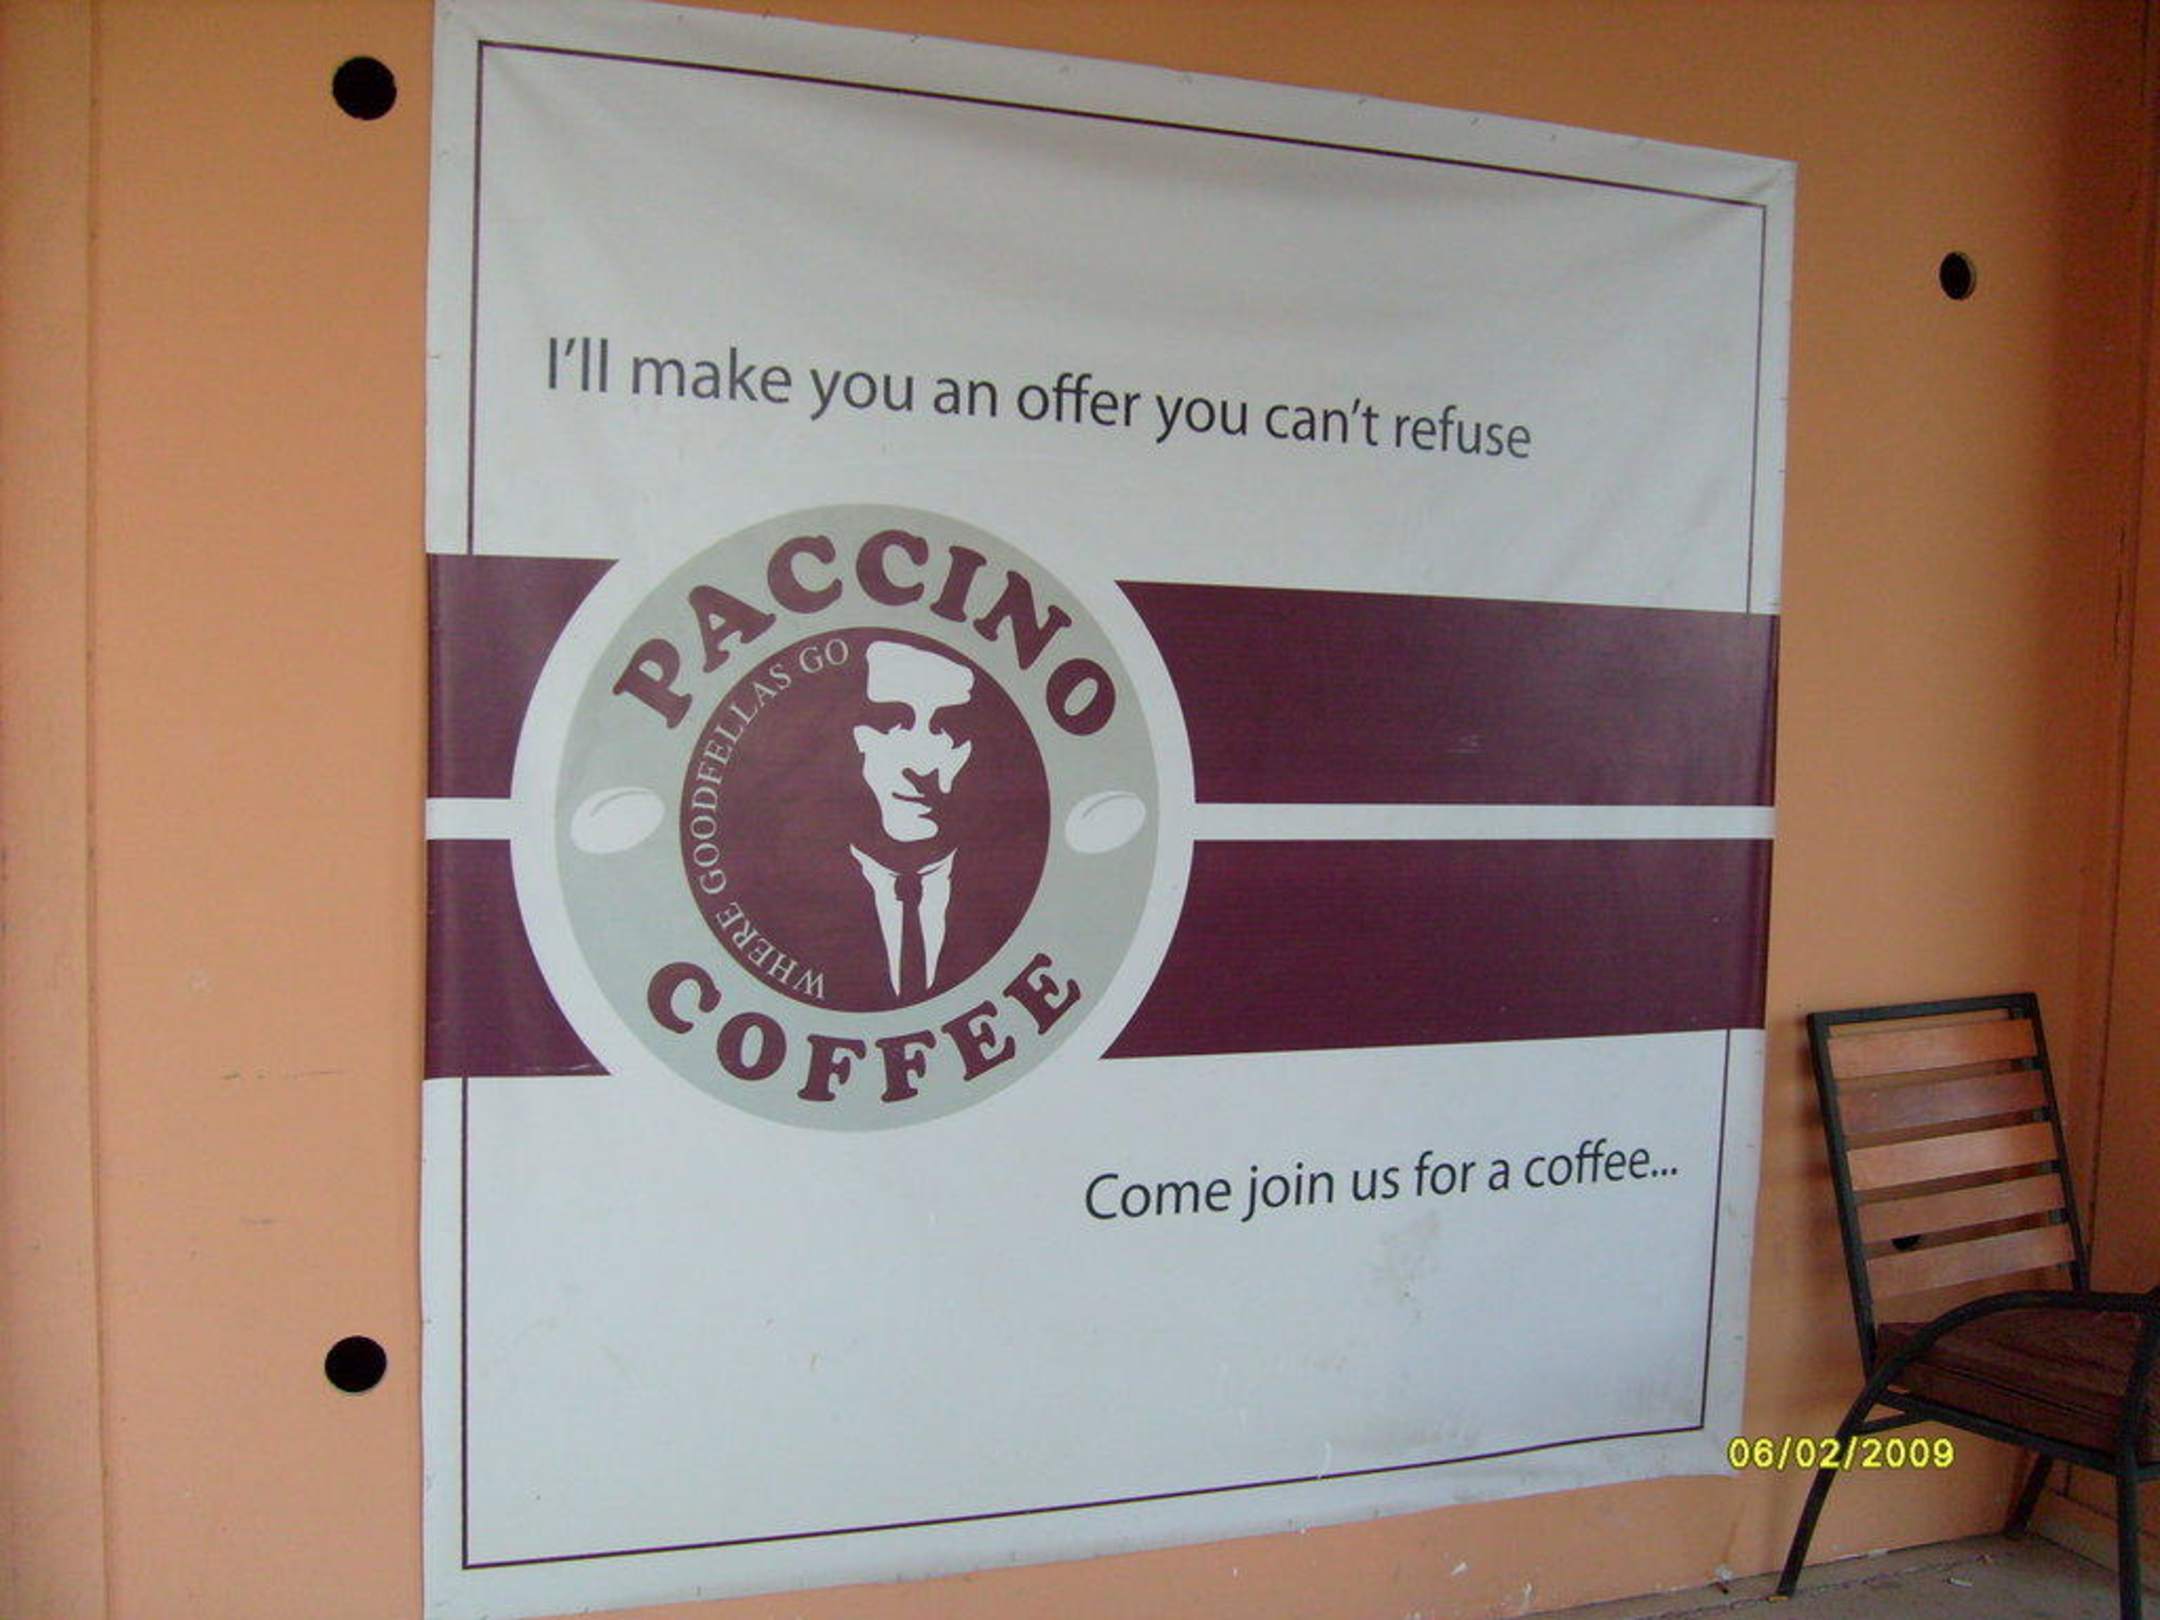 I'll make you an offer you can't refuse
PACCINO
WHERE GOODFELLAS GO
COFFEE
Come join us for a coffee...
06/02/2009